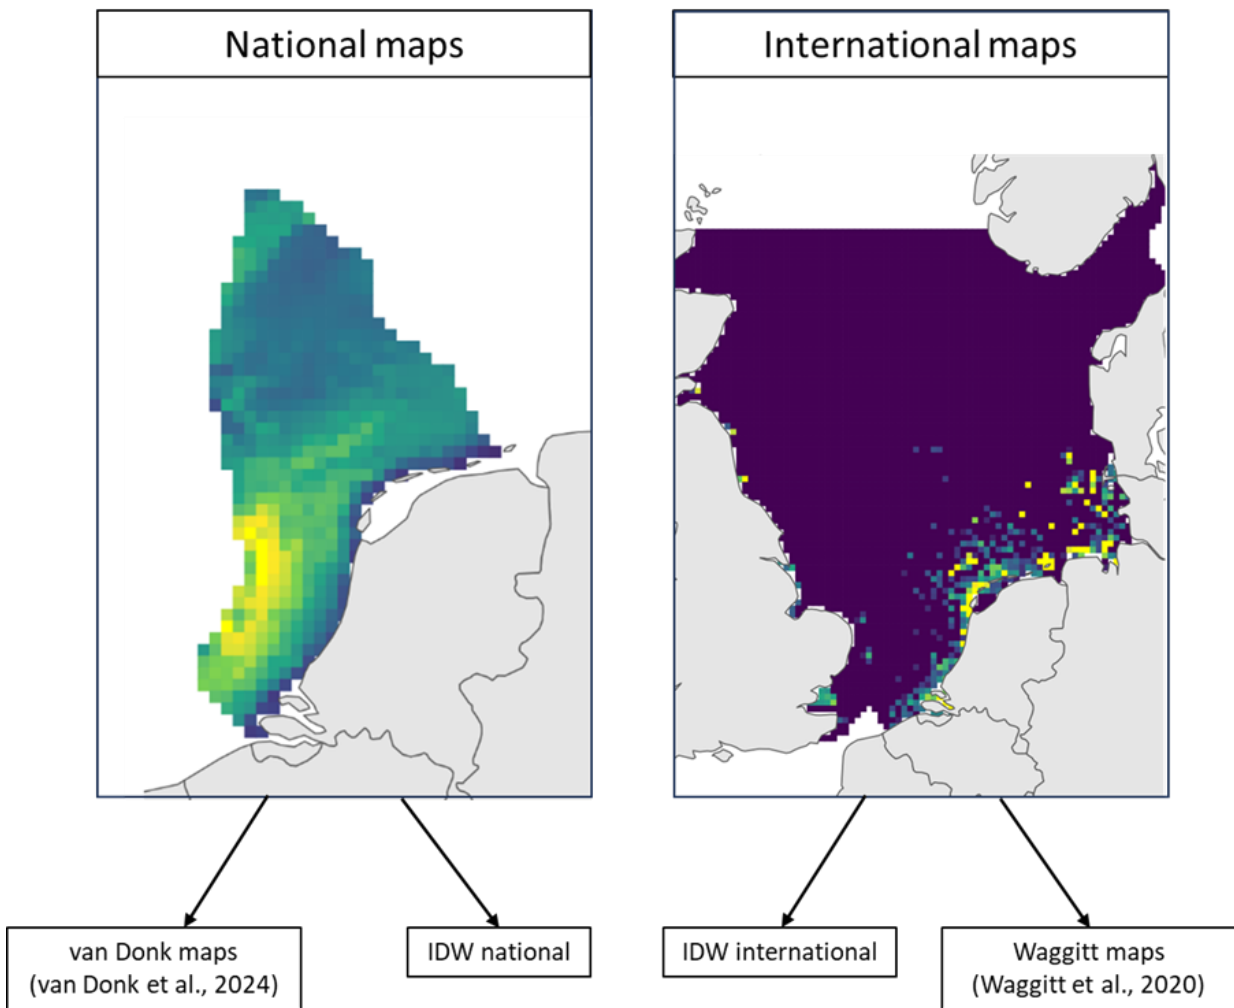 National maps
International maps
van Donk maps
(van Donk et al., 2024)
IDW national
IDW international
Waggitt maps
(Waggitt et al., 2020)